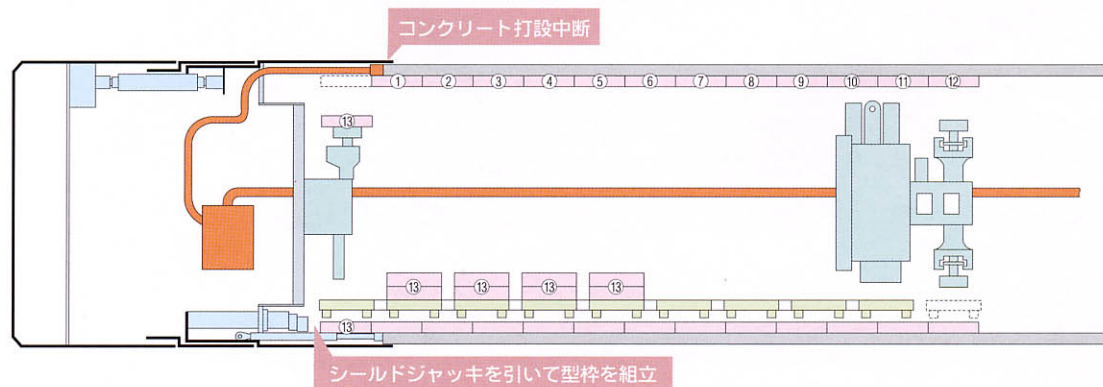 コンクリート打設中断
① ② ③ ④ ⑤ ⑥ ⑦ ⑧ ⑨ ⑩ ⑪ ⑫
⑬
⑬ ⑬ ⑬ ⑬
⑬
シールドジャッキを引いて型枠を組立